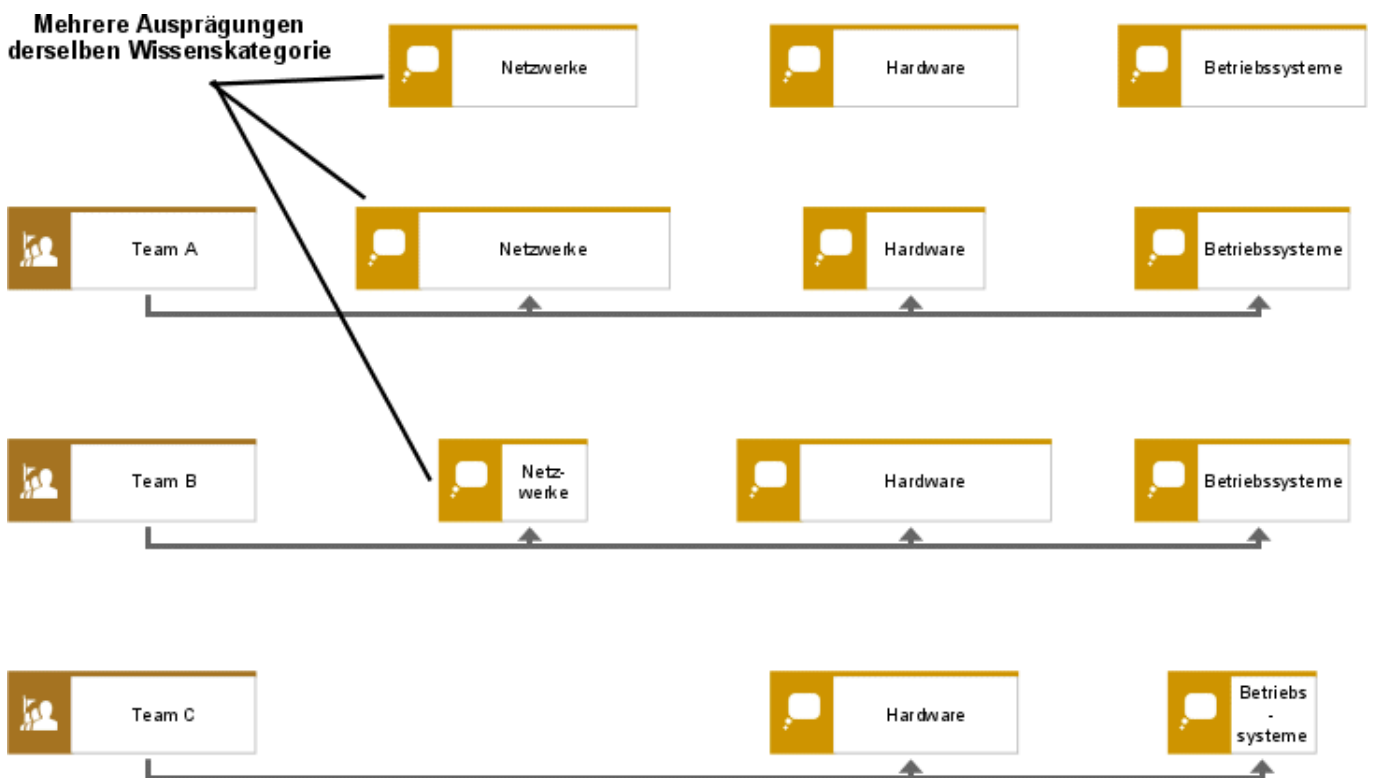 Mehrere Ausprägungen
derselben Wissenskategorie
Netzwerke
Hardware
Betriebssysteme
Team A
Netzwerke
Hardware
Betriebssysteme
Team B
Netz-
werke
Hardware
Betriebssysteme
Team C
Hardware
Betriebs
-
systeme